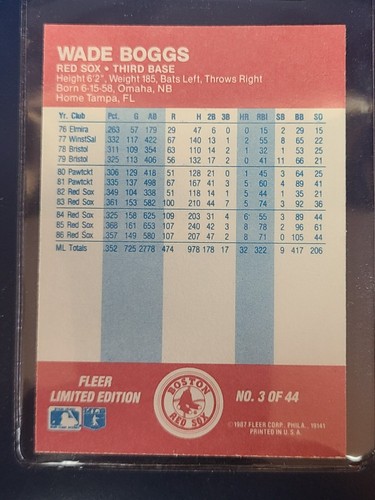 WADE BOGGS
RED SOX • THIRD BASE
Height 6'2", Weight 185, Bats Left, Throws Right
Born 6-15-58, Omaha, NB
Home Tampa, FL
Yr. Club Pct. G AB R H 2B 3B HR RBI SB BB SO
76 Elmira .263 57 179 29 47 6 0 0 15 2 29 15
77 WinstSal .332 117 422 67 140 13 1 2 55 8 65 22
78 Bristol .311 109 354 63 110 14 2 1 32 1 53 25
79 Bristol .325 113 406 56 132 17 2 0 41 11 66 21
80 Pawtckt .306 129 418 51 128 21 0 1 45 3 64 25
81 Pawtckt .335 137 498 67 167 41 3 5 60 4 89 41
82 Red Sox .349 104 338 51 118 14 1 5 44 1 35 21
83 Red Sox .361 153 582 100 210 44 7 5 74 3 92 36
84 Red Sox .325 158 625 109 203 31 4 6 55 3 89 44
85 Red Sox .368 161 653 107 240 42 3 8 78 2 96 61
86 Red Sox .357 149 580 107 207 47 2 8 71 0 105 44
ML Totals .352 725 2778 474 978 178 17 32 322 9 417 206
FLEER
LIMITED EDITION
BOSTON
RED SOX
NO. 3 OF 44
© 1987 FLEER CORP., PHILA., 19141
PRINTED IN U.S.A.